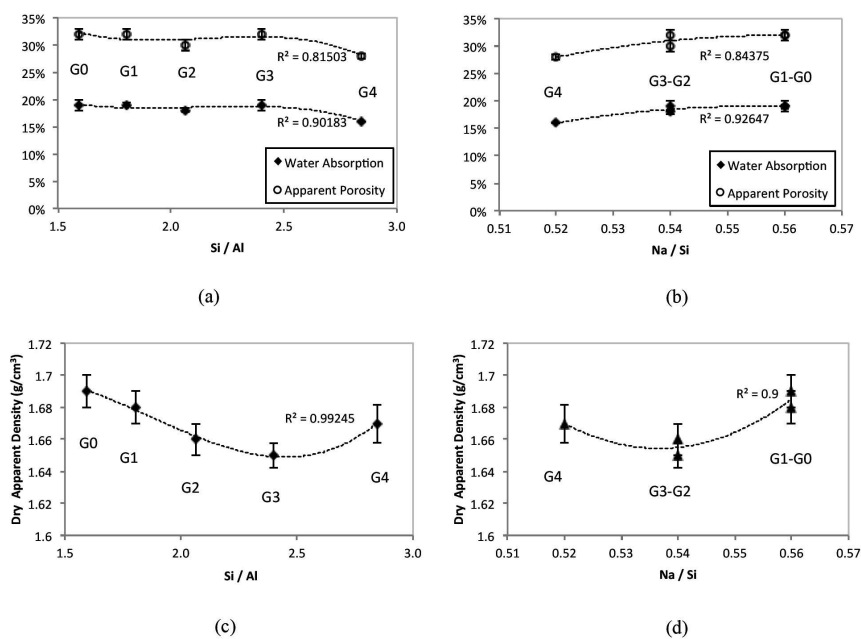 35%
30%
25%
20%
15%
10%
5%
0%
G0
G1
G2
G3
G4
R² = 0.81503
R² = 0.90183
Water Absorption
Apparent Porosity
1.5 2.0 2.5 3.0
Si / Al
(a)
35%
30%
25%
20%
15%
10%
5%
0%
G4
G3-G2
G1-G0
R² = 0.84375
R² = 0.92647
Water Absorption
Apparent Porosity
0.51 0.52 0.53 0.54 0.55 0.56 0.57
Na / Si
(b)
Dry Apparent Density (g/cm³)
1.72
1.7
1.68
1.66
1.64
1.62
1.6
G0
G1
G2
G3
G4
R² = 0.99245
1.5 2.0 2.5 3.0
Si / Al
(c)
Dry Apparent Density (g/cm³)
1.72
1.7
1.68
1.66
1.64
1.62
1.6
G4
G3-G2
G1-G0
R² = 0.9
0.51 0.52 0.53 0.54 0.55 0.56 0.57
Na / Si
(d)